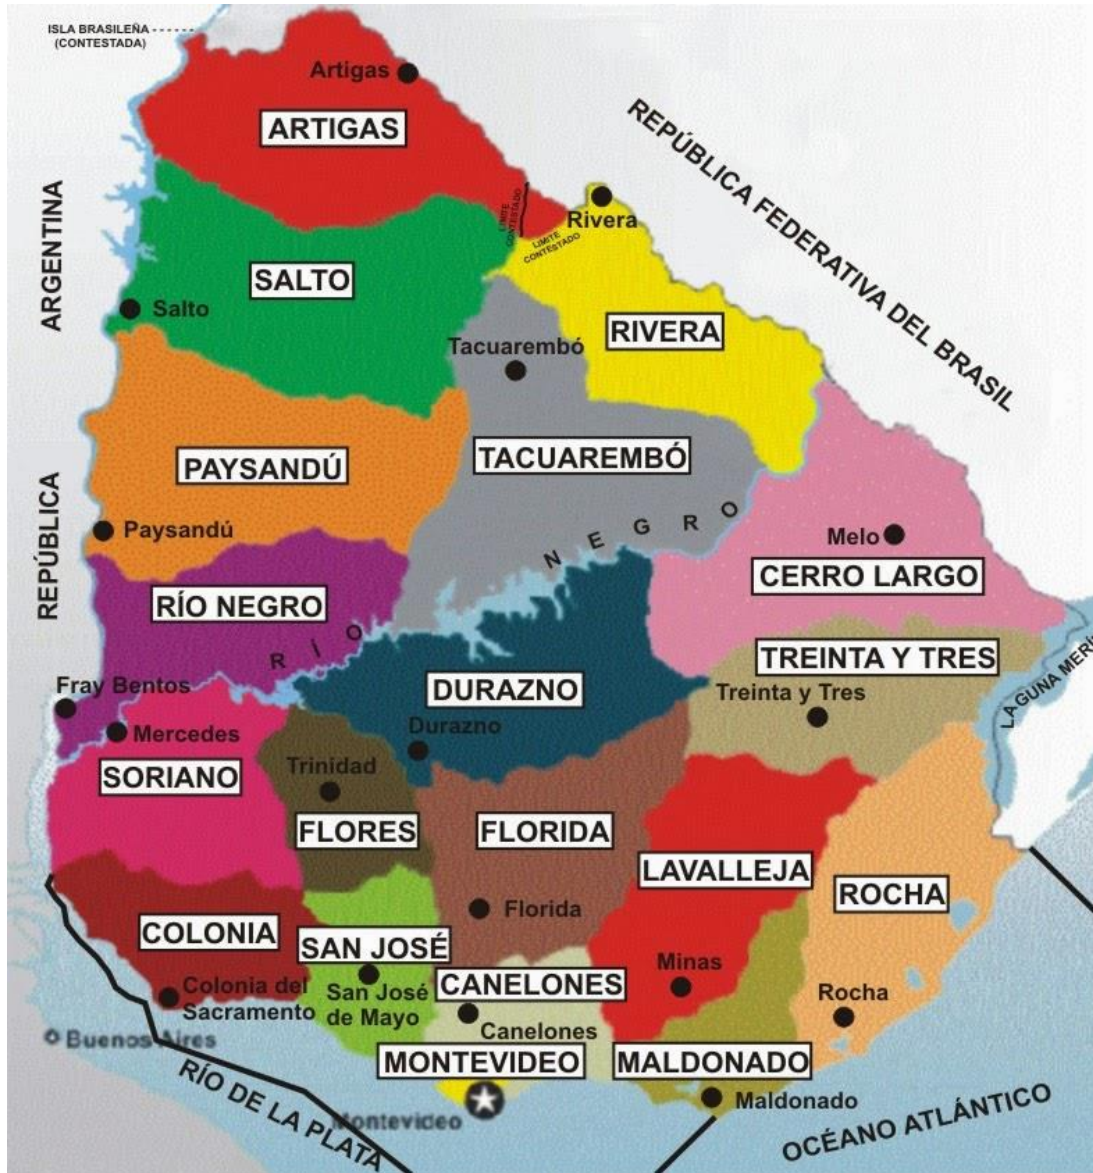 ISLA BRASILEÑA
(CONTESTADA)
Artigas
ARTIGAS
REPÚBLICA FEDERATIVA DEL BRASIL
ARGENTINA
REPÚBLICA
LIMITE
CONTESTADO
LIMITE
CONTESTADO
Rivera
SALTO
Salto
RIVERA
Tacuarembó
TACUAREMBÓ
PAYSANDÚ
Paysandú
RÍO NEGRO
Melo
CERRO LARGO
RÍO NEGRO
TREINTA Y TRES
Treinta y Tres
LAGUNA MERÍ
Fray Bentos
Mercedes
DURAZNO
Durazno
SORIANO
Trinidad
FLORES
FLORIDA
Florida
LAVALLEJA
ROCHA
COLONIA
Colonia del
Sacramento
SAN JOSÉ
San José
de Mayo
CANELONES
Canelones
Minas
Rocha
Buenos Aires
MONTEVIDEO
Montevideo
MALDONADO
Maldonado
RÍO DE LA PLATA
OCÉANO ATLÁNTICO